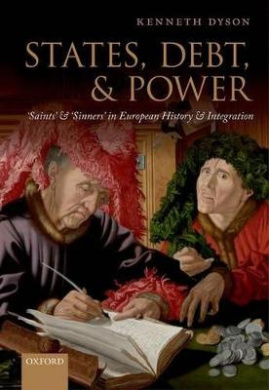 KENNETH DYSON
STATES, DEBT,
& POWER
'Saints' & 'Sinners' in European History & Integration
OXFORD